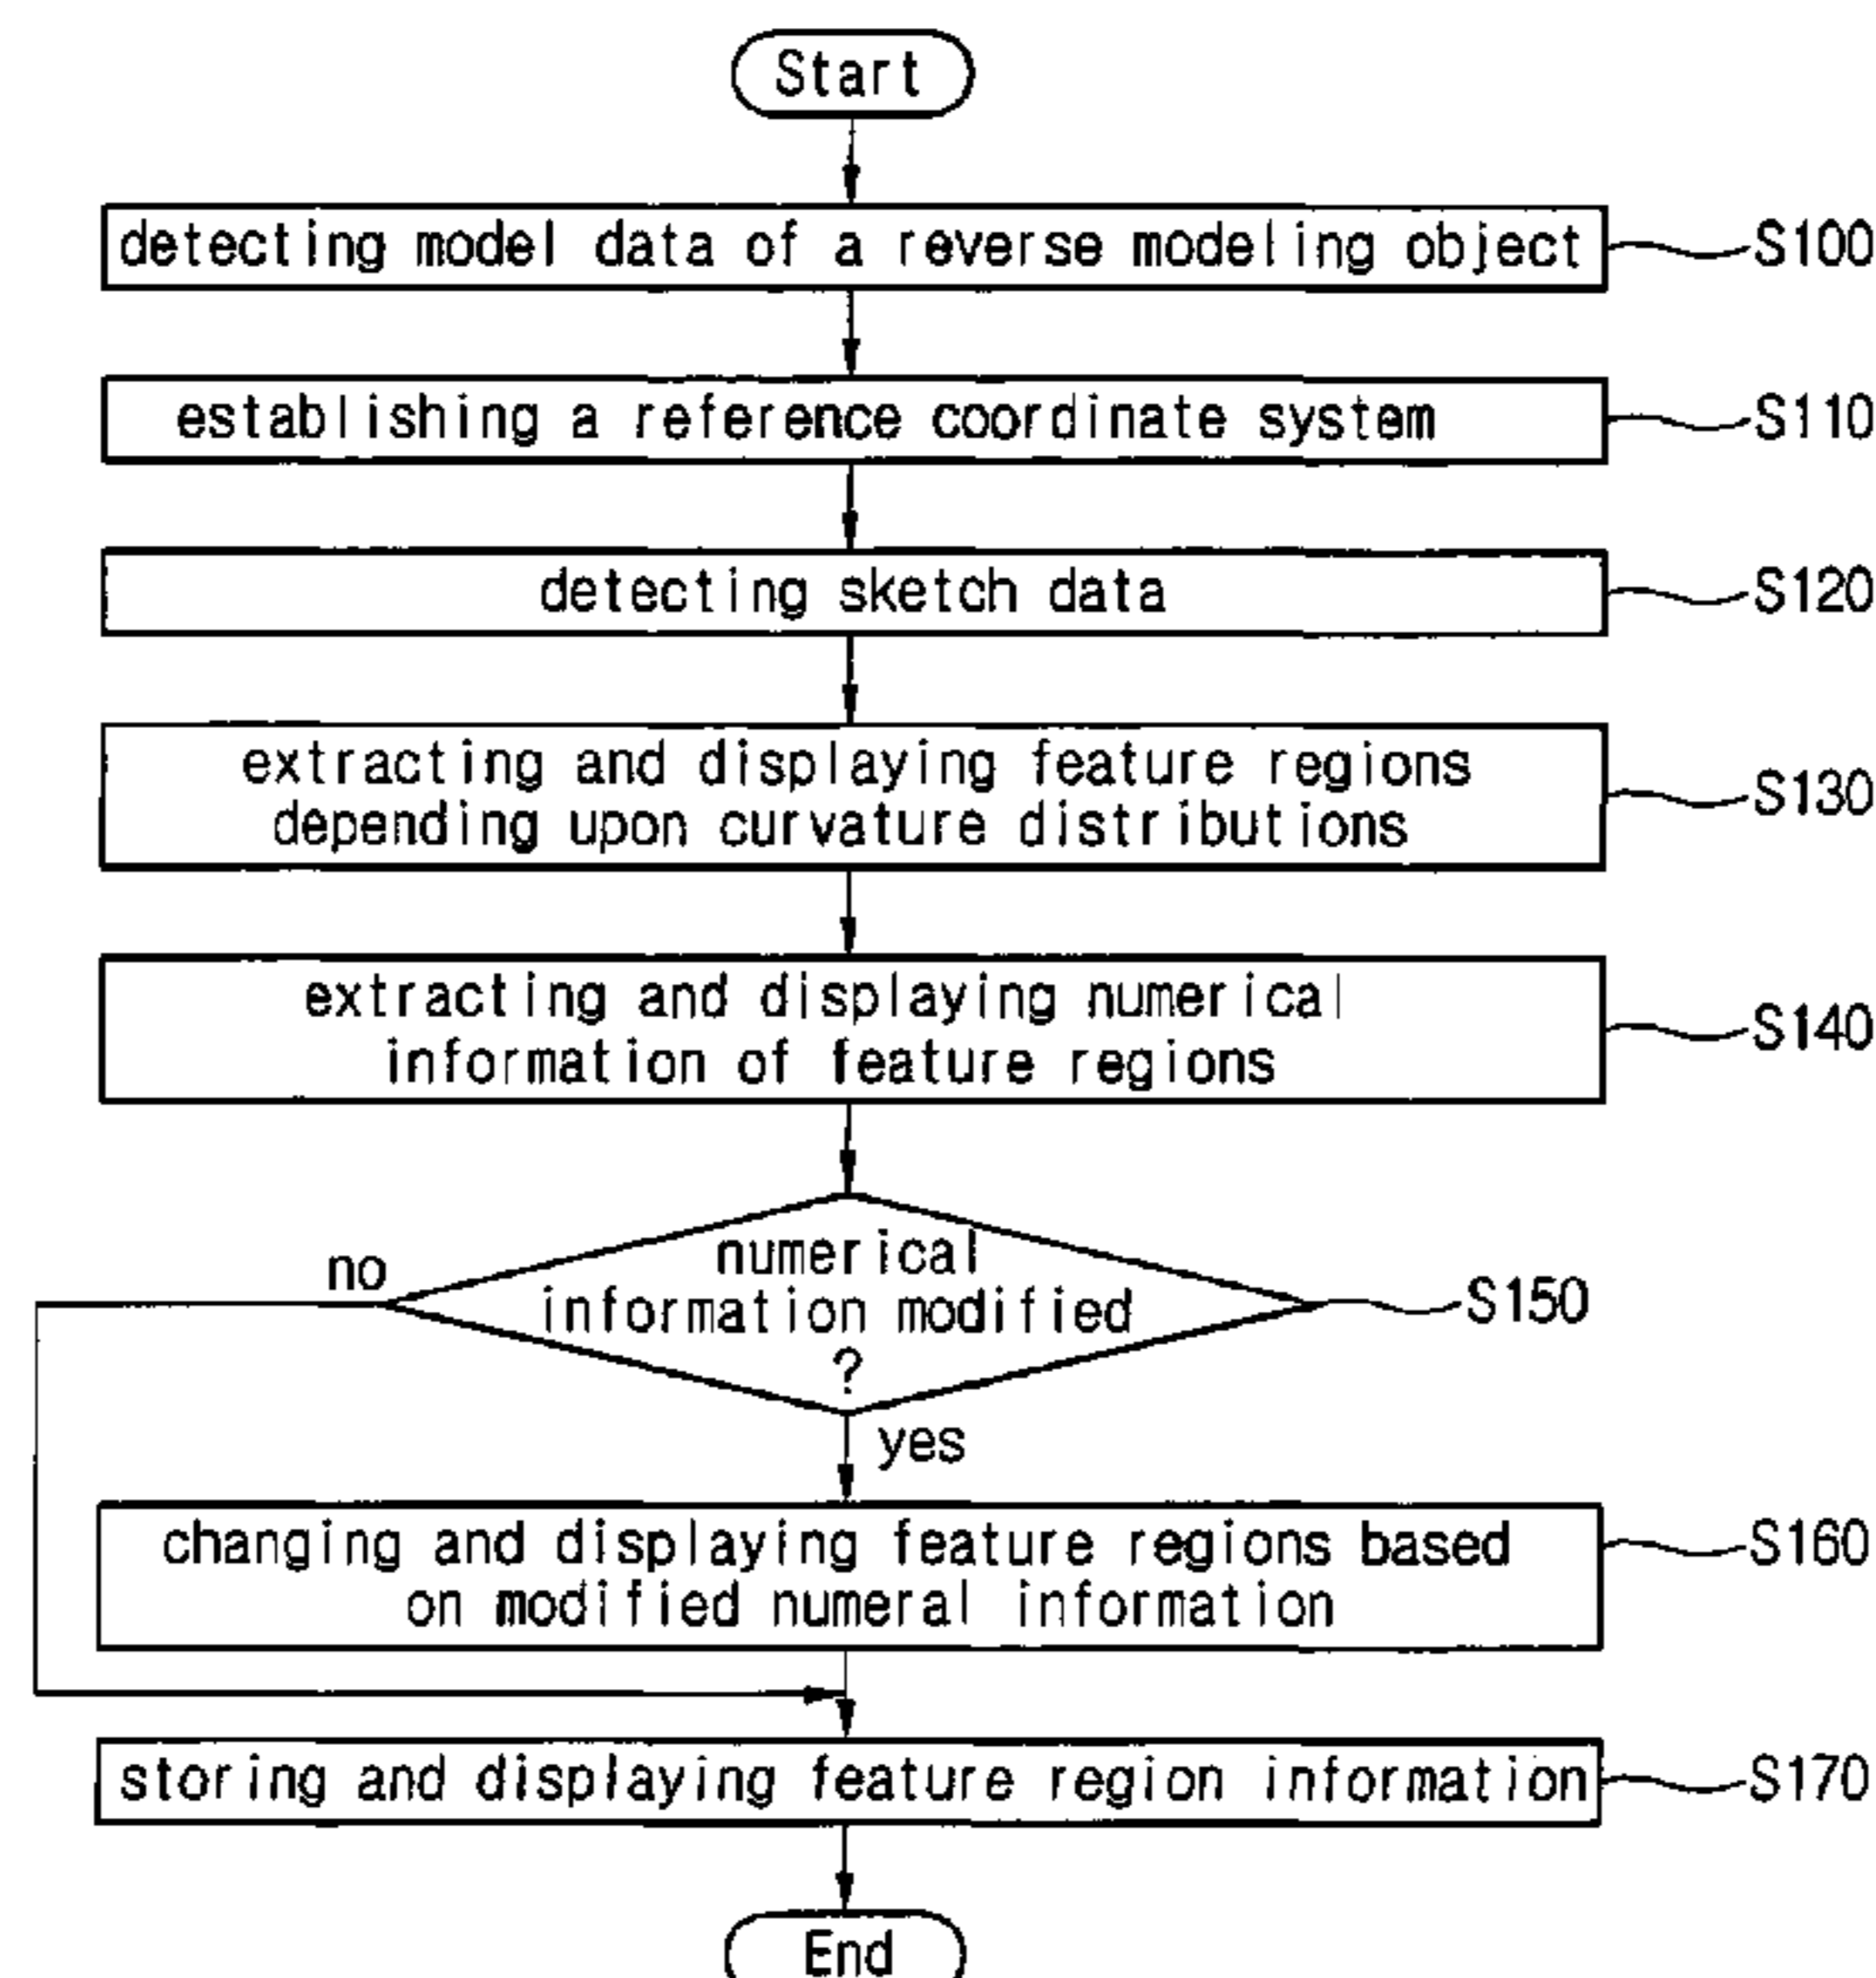 Start
detecting model data of a reverse modeling object
S100
establishing a reference coordinate system
S110
detecting sketch data
S120
extracting and displaying feature regions
depending upon curvature distributions
S130
extracting and displaying numerical
information of feature regions
S140
no
numerical
information modified
?
S150
yes
changing and displaying feature regions based
on modified numeral information
S160
storing and displaying feature region information
S170
End